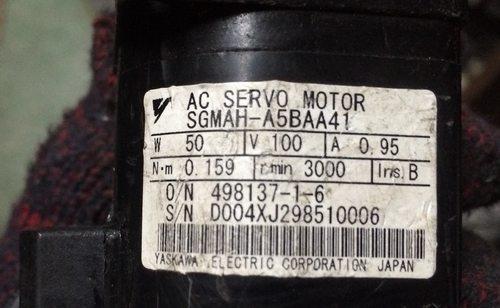 AC SERVO MOTOR
SGMAH-A5BAA41
W 50 V 100 A 0.95
N·m 0.159 r/min 3000 Ins. B
O/N 498137-1-6
S/N D004XJ298510006
YASKAWA ELECTRIC CORPORATION JAPAN